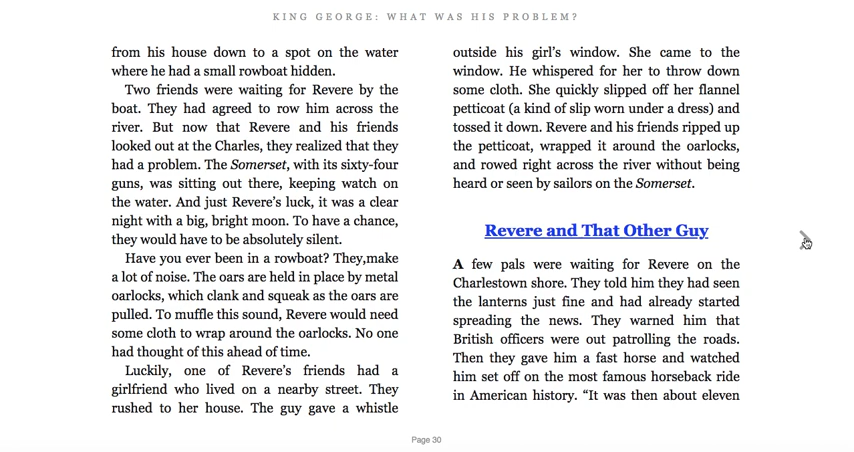 KING GEORGE: WHAT WAS HIS PROBLEM?
from his house down to a spot on the water
where he had a small rowboat hidden.
Two friends were waiting for Revere by the
boat. They had agreed to row him across the
river. But now that Revere and his friends
looked out at the Charles, they realized that they
had a problem. The Somerset, with its sixty-four
guns, was sitting out there, keeping watch on
the water. And just Revere’s luck, it was a clear
night with a big, bright moon. To have a chance,
they would have to be absolutely silent.
Have you ever been in a rowboat? They,make
a lot of noise. The oars are held in place by metal
oarlocks, which clank and squeak as the oars are
pulled. To muffle this sound, Revere would need
some cloth to wrap around the oarlocks. No one
had thought of this ahead of time.
Luckily, one of Revere’s friends had a
girlfriend who lived on a nearby street. They
rushed to her house. The guy gave a whistle
outside his girl’s window. She came to the
window. He whispered for her to throw down
some cloth. She quickly slipped off her flannel
petticoat (a kind of slip worn under a dress) and
tossed it down. Revere and his friends ripped up
the petticoat, wrapped it around the oarlocks,
and rowed right across the river without being
heard or seen by sailors on the Somerset.
Revere and That Other Guy
A few pals were waiting for Revere on the
Charlestown shore. They told him they had seen
the lanterns just fine and had already started
spreading the news. They warned him that
British officers were out patrolling the roads.
Then they gave him a fast horse and watched
him set off on the most famous horseback ride
in American history. “It was then about eleven
Page 30